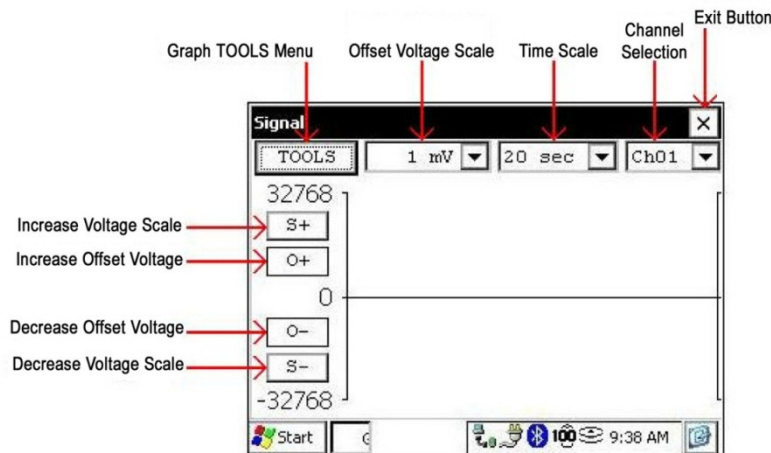 Exit Button
Channel
Selection
Graph TOOLS Menu
Offset Voltage Scale
Time Scale
Signal
TOOLS
1 mV
20 sec
Ch01
32768
Increase Voltage Scale
S+
Increase Offset Voltage
O+
0
Decrease Offset Voltage
O-
Decrease Voltage Scale
S-
-32768
Start
100
9:38 AM